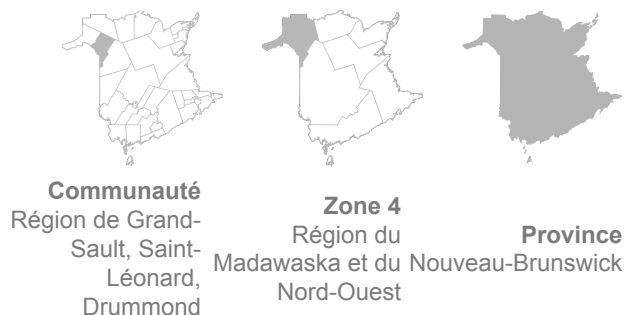 Communauté
Région de Grand-
Sault, Saint-
Léonard,
Drummond
Zone 4
Région du
Madawaska et du
Nord-Ouest
Province
Nouveau-Brunswick